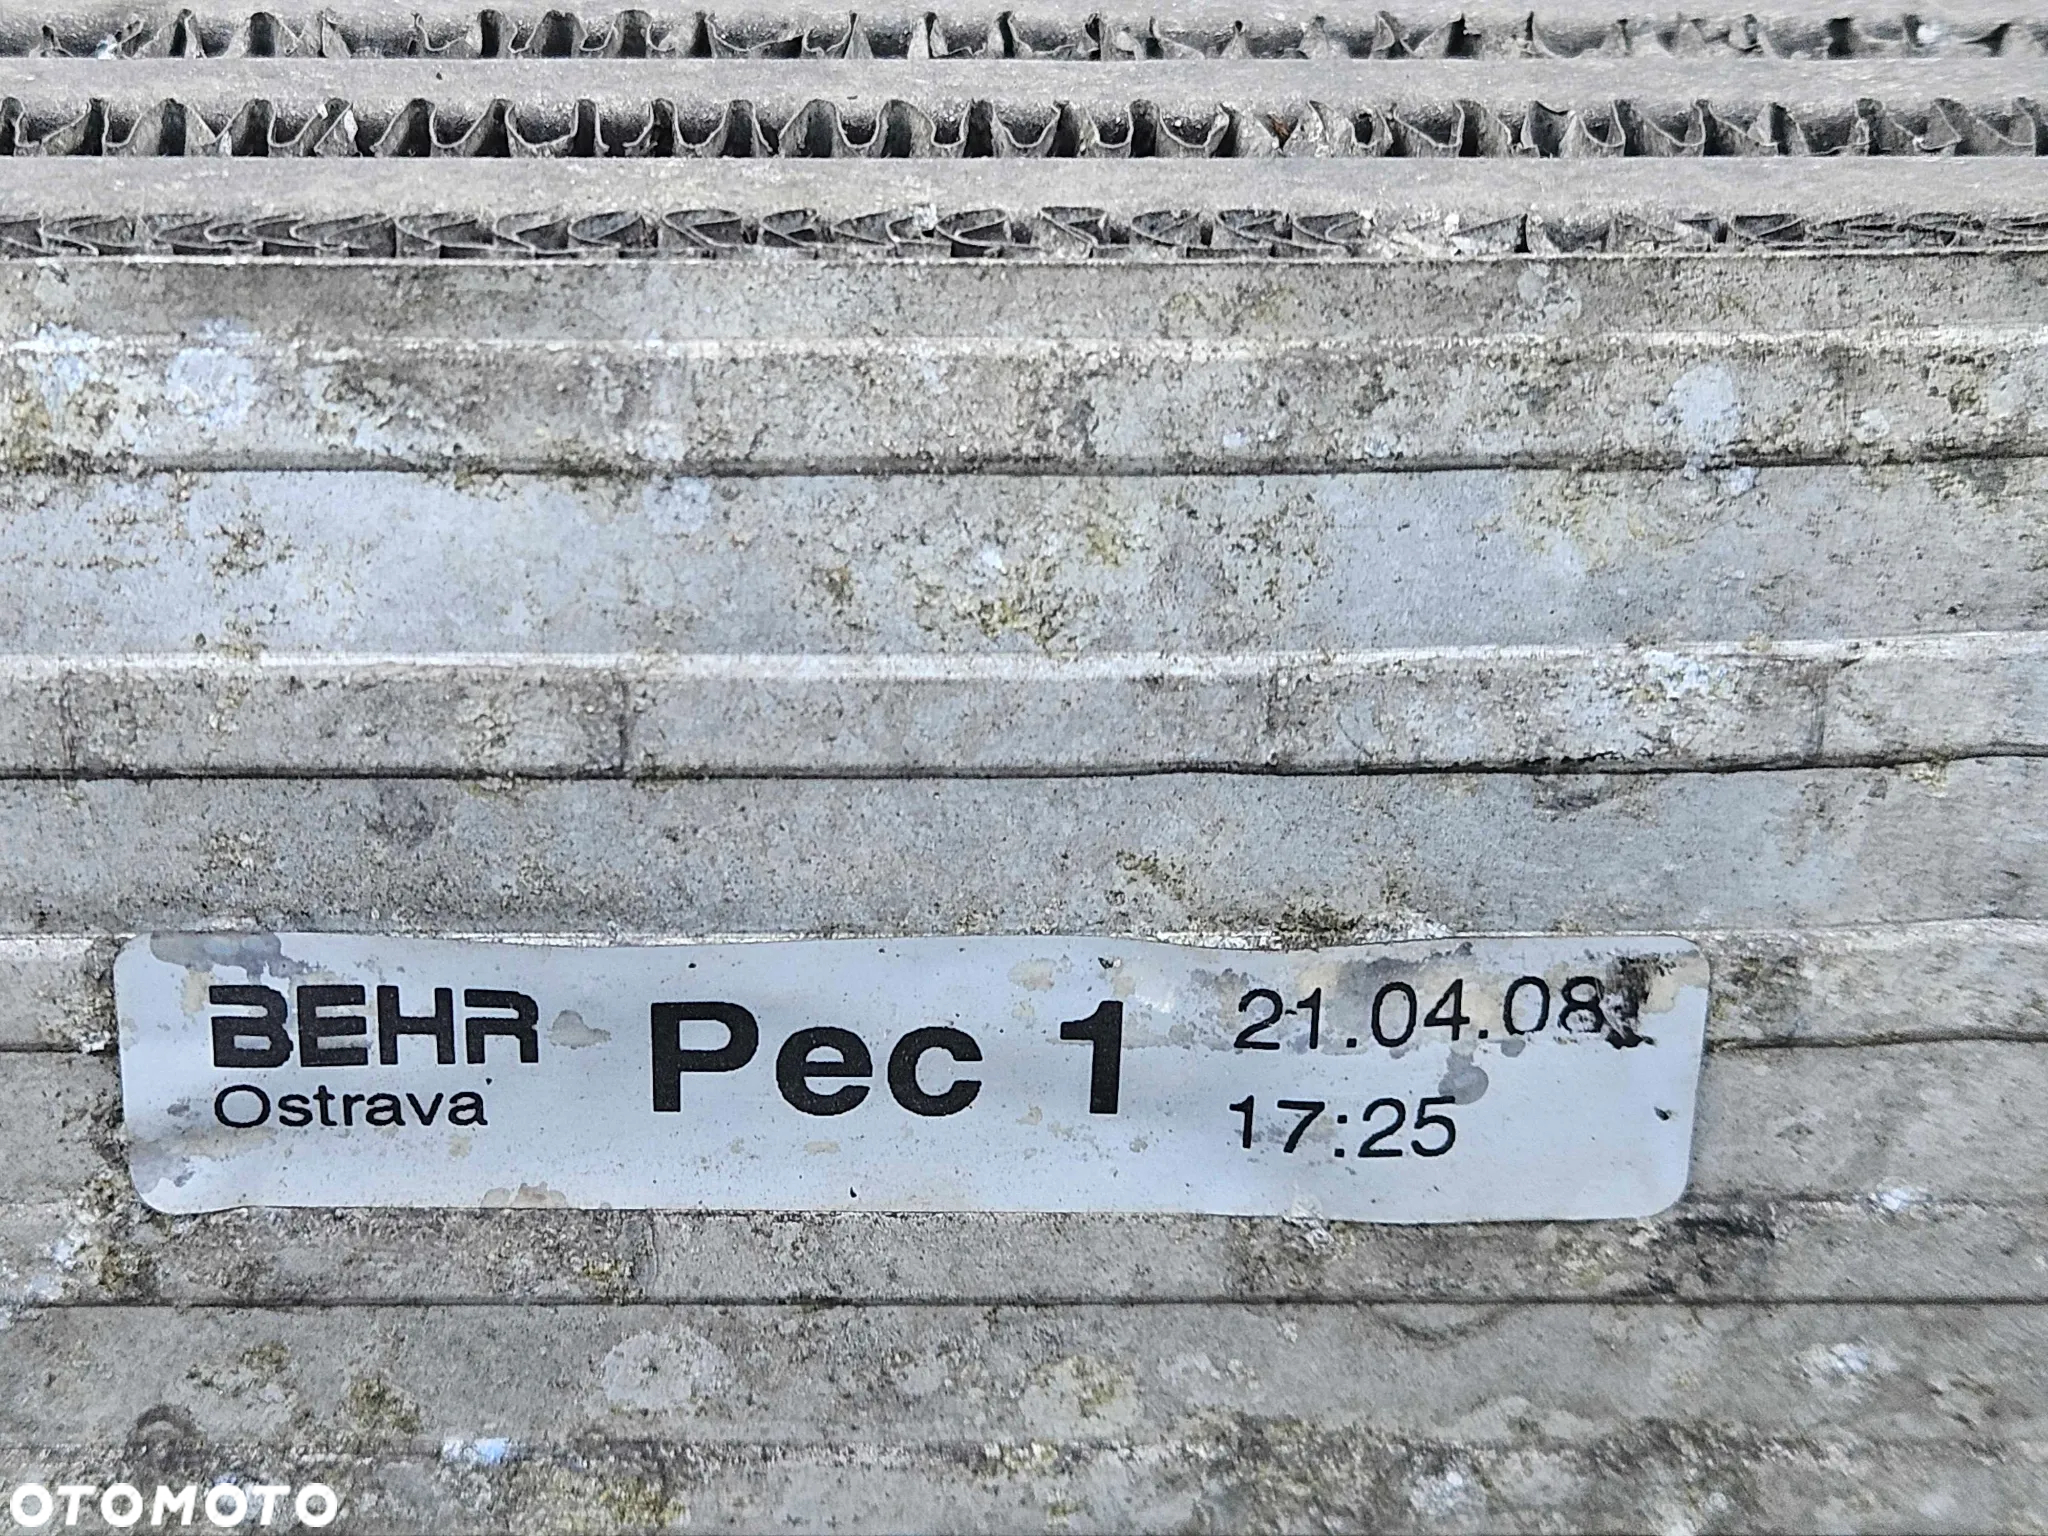 BEHR
Ostrava
Pec 1
21.04.08
17:25
OTOMOTO